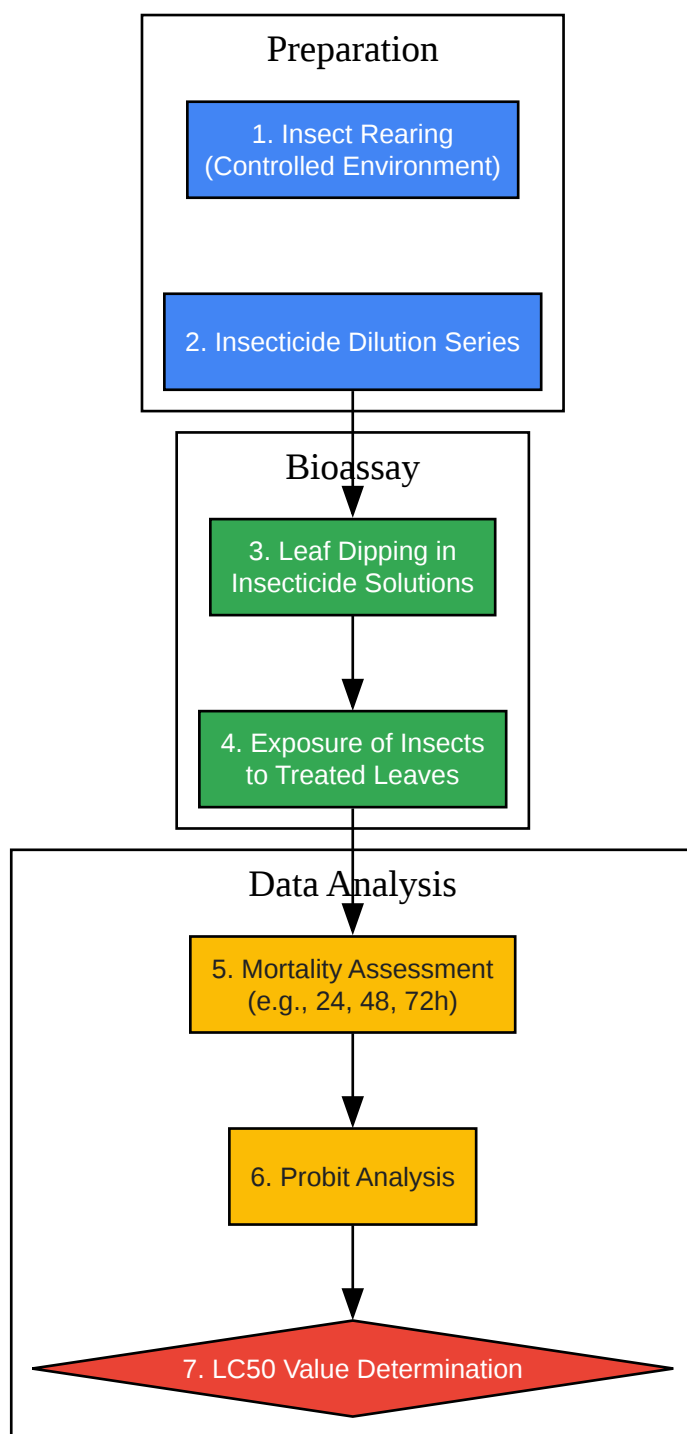 Preparation
1. Insect Rearing
(Controlled Environment)
2. Insecticide Dilution Series
Bioassay
3. Leaf Dipping in
Insecticide Solutions
4. Exposure of Insects
to Treated Leaves
Data Analysis
5. Mortality Assessment
(e.g., 24, 48, 72h)
6. Probit Analysis
7. LC50 Value Determination